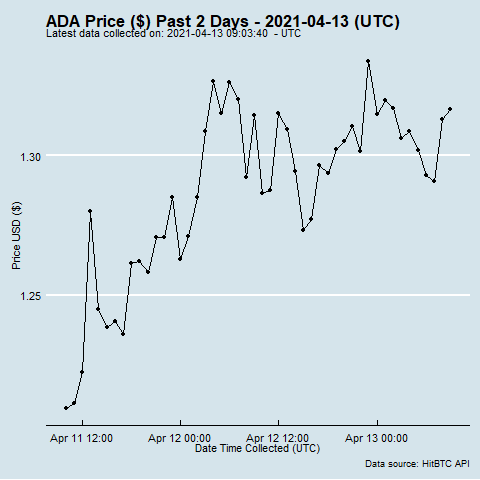 ADA Price ($) Past 2 Days - 2021-04-13 (UTC)
Latest data collected on: 2021-04-13 09:03:40  - UTC
Price USD ($)
1.30
1.25
Apr 11 12:00
Apr 12 00:00
Apr 12 12:00
Apr 13 00:00
Date Time Collected (UTC)
Data source: HitBTC API